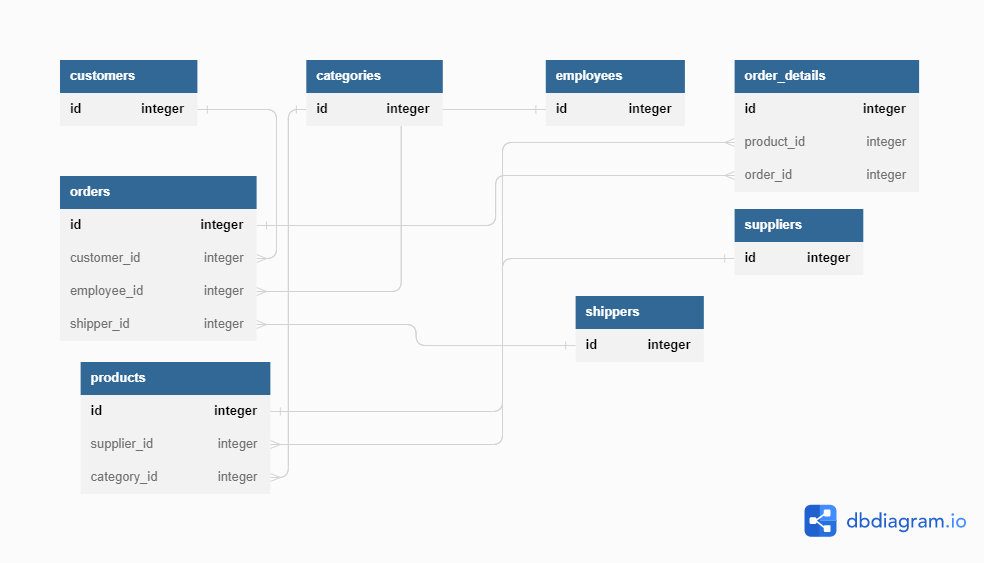 customers
id integer
categories
id integer
employees
id integer
order_details
id integer
product_id integer
order_id integer
orders
id integer
customer_id integer
employee_id integer
shipper_id integer
suppliers
id integer
shippers
id integer
products
id integer
supplier_id integer
category_id integer
dbdiagram.io